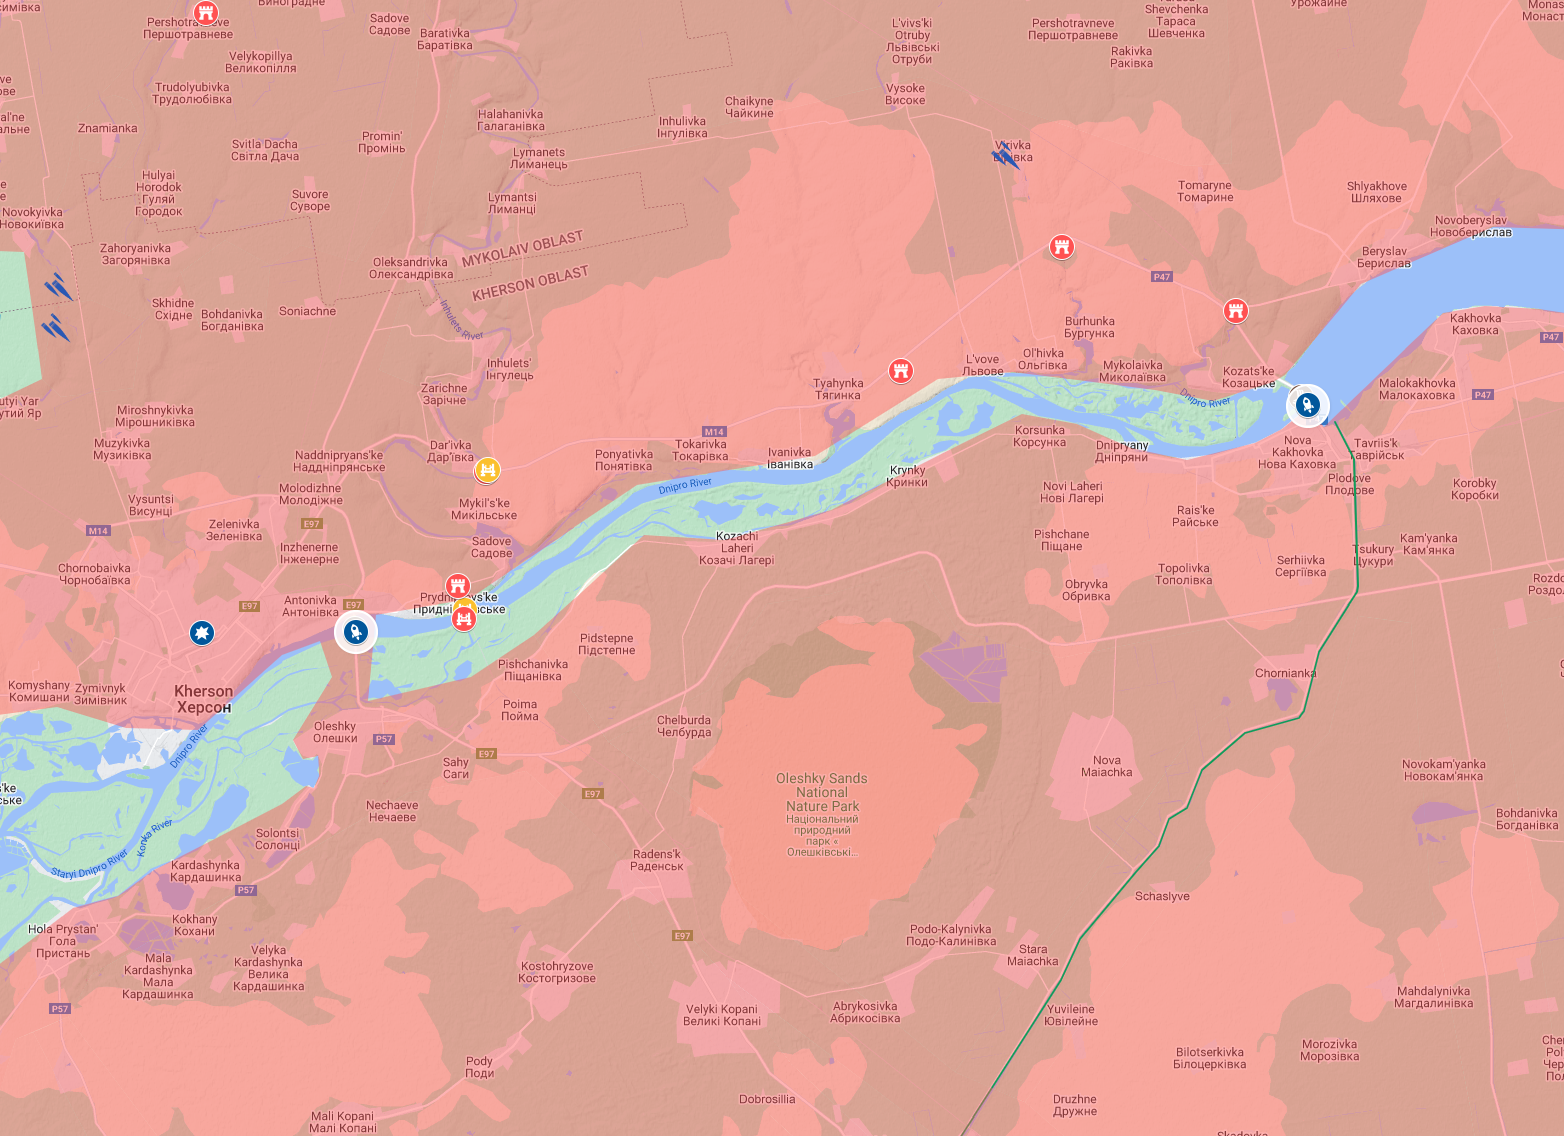 Pershotravneve
Першотравневе
Sadove
Садове
Barativka
Баратівка
Velykopillya
Великопілля
Trudolyubivka
Трудолюбівка
Znamianka
Svitla Dacha
Світла Дача
Promin'
Промінь
Halahanivka
Галаганівка
Lymanets
Лиманець
Inhulivka
Інгулівка
Chaikyne
Чайкине
L'vivs'ki
Otruby
Львівські
Отруби
Vysoke
Високе
Pershotravneve
Першотравневе
Shevchenka
Тараса
Шевченка
Rakivka
Раківка
Урожайне
Hulyai
Horodok
Гуляй
Городок
Suvore
Суворе
Lymantsi
Лиманці
Tomaryne
Томарине
Shlyakhove
Шляхове
Novoberyslav
Новоберислав
Novokyivka
Новокиївка
Zahoryanivka
Загорянівка
Oleksandrivka
Олександрівка
MYKOLAIV OBLAST
KHERSON OBLAST
Beryslav
Берислав
P47
Skhidne
Східне
Bohdanivka
Богданівка
Soniachne
Inhulets River
Burhunka
Бургунка
Kakhovka
Каховка
P47
Inhulets'
Інгулець
L'vove
Львове
Ol'hivka
Ольгівка
Mykolaivka
Миколаївка
Kozats'ke
Козацьке
Zarichne
Зарічне
Tyahynka
Тягинка
Dnipro River
Malokakhovka
Малокаховка
P47
Miroshnykivka
Мірошниківка
Muzykivka
Музиківка
Naddnipryans'ke
Наддніпрянське
Dar'ivka
Дар'ївка
M14
Tokarivka
Токарівка
Ponyativka
Понятівка
Ivanivka
Іванівка
Korsunka
Корсунка
Dnipryany
Дніпряни
Nova
Kakhovka
Нова Каховка
Tavriis'k
Таврійськ
Krynky
Кринки
Dnipro River
Molodizhne
Молодіжне
Vysuntsi
Висунці
Mykil's'ke
Микільське
Novi Laheri
Нові Лагері
Plodove
Плодове
Korobky
Коробки
M14
Zelenivka
Зеленівка
E97
Inzhenerne
Інженерне
Sadove
Садове
Kozachi
Laheri
Козачі Лагері
Pishchane
Піщане
Rais'ke
Райське
Kam'yanka
Кам'янка
Tsukury
Цукури
Chornobaivka
Чорнобаївка
Serhiivka
Сергіївка
Topolivka
Тополівка
Obryvka
Обривка
E97
Antonivka
Антонівка
E97
Pidstepne
Підстепне
Pishchanivka
Піщанівка
Chornianka
Komyshany
Комишани
Zymivnyk
Зимівник
Kherson
Херсон
Oleshky
Олешки
P57
Poima
Пойма
Chelburda
Челбурда
Dnipro River
Sahy
Саги
E97
Nova
Maiachka
Novokam'yanka
Новокам'янка
Oleshky Sands
National
Nature Park
Національний
природний
парк «
Олешківські...
E97
Nechaeve
Нечаеве
Bohdanivka
Богданівка
Solontsi
Солонці
Konka River
Staryi Dnipro River
Kardashynka
Кардашинка
P57
Radens'k
Раденськ
Schaslyve
Kokhany
Кохани
Hola Prystan'
Гола
Пристань
E97
Podo-Kalynivka
Подо-Калинівка
Stara
Maiachka
Mala
Kardashynka
Мала
Кардашинка
Velyka
Kardashynka
Велика
Кардашинка
Kostohryzove
Костогризове
P57
Velyki Kopani
Великі Копані
Abrykosivka
Абрикосівка
Yuvileine
Ювілейне
Mahdalynivka
Магдалинівка
Bilotserkivka
Білоцерківка
Morozivka
Морозівка
Pody
Поди
Dobrosillia
Druzhne
Дружне
Mali Kopani
Малі Копані